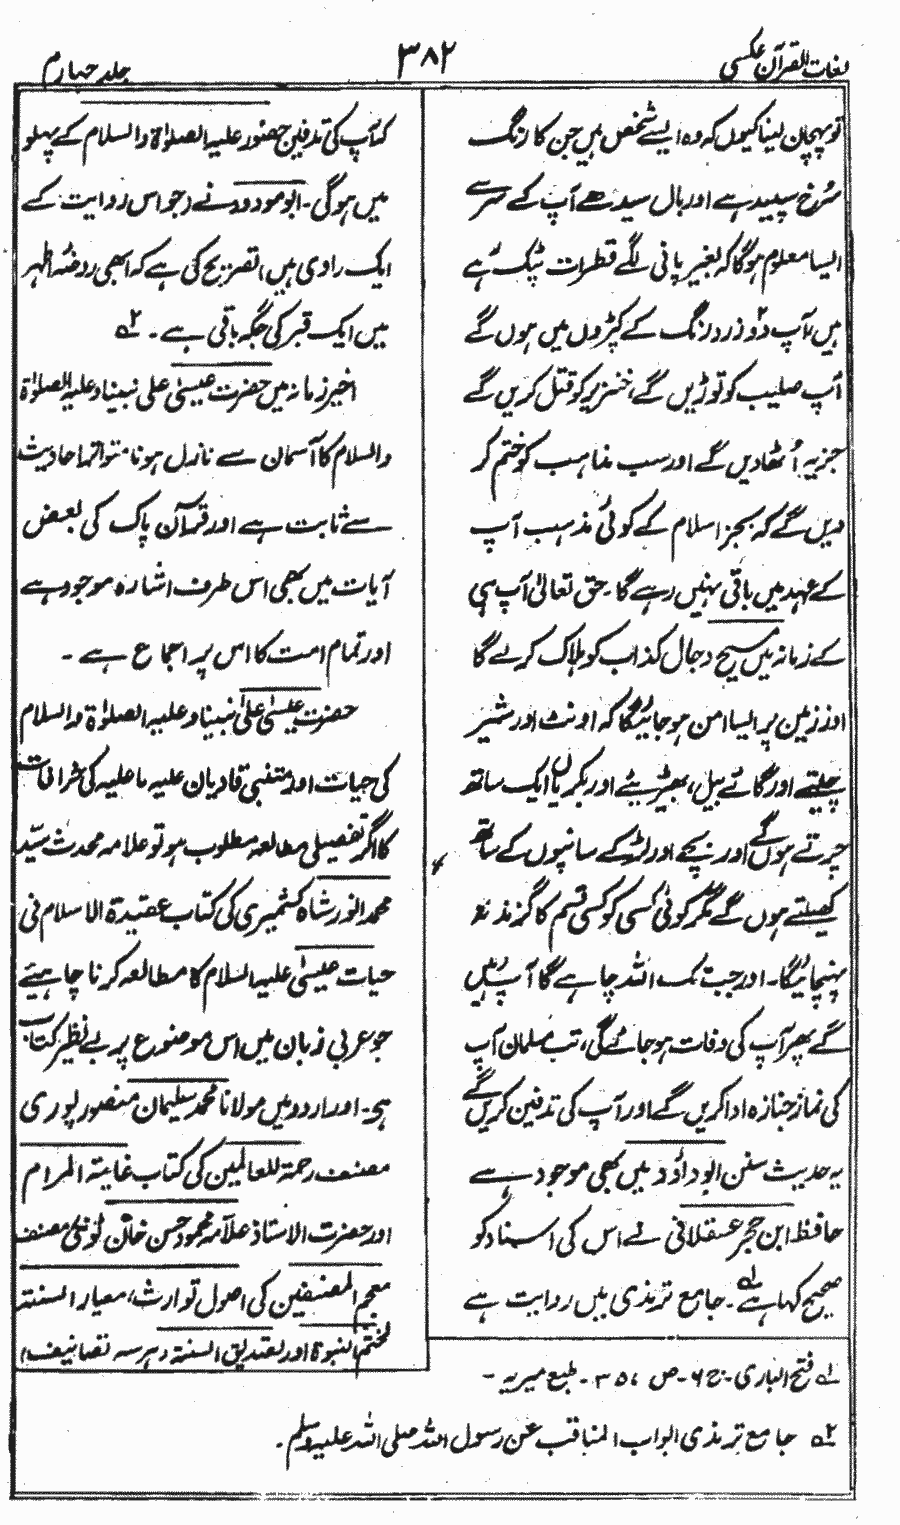 لغات القرآن عکسی
۳۸۲
جلد چہارم
تو پہچان لینا کیوں کہ وہ ایسے شخص ہیں جن کا رنگ
سُرخ سپید ہے اور بال سیدھے آپ کے سر سے
ایسا معلوم ہوگا کہ بغیر پانی لگے قطرات ٹپک رہے
ہیں، آپ دو زرد رنگ کے کپڑوں میں ہوں گے
آپ صلیب کو توڑیں گے، خنزیر کو قتل کریں گے
جزیہ اُٹھا دیں گے اور سب مذاہب کو ختم کر
دیں گے کہ بجز اسلام کے کوئی مذہب آپ
کے عہد میں باقی نہیں رہے گا۔ حق تعالیٰ آپ ہی
کے زمانہ میں مسیح دجال کذاب کو ہلاک کر دے گا
اور زمین پر ایسا امن ہو جائیگا کہ اونٹ اور شیر
چیتے اور گائے بیل، بھیڑیئے اور بکریاں ایک ساتھ
چرتے ہوں گے اور بچے اور لڑکے سانپوں کے ساتھ
کھیلتے ہوں گے مگر کوئی کسی کو کسی قسم کا گزند نہ
پہنچائیگا۔ اور جب تک اللہ چاہے گا آپ رہیں
گے پھر آپ کی وفات ہو جائے گی، تب مسلمان آپ
کی نماز جنازہ ادا کریں گے اور آپ کی تدفین کریں گے
یہ حدیث سنن ابو داؤد میں بھی موجود ہے
حافظ ابن حجر عسقلانی نے اس کی اسناد کو
صحیح کہا ہے ۱؎۔ جامع ترمذی میں روایت ہے
کہ آپ کی تدفین حضور علیہ الصلوٰۃ والسلام کے پہلو
میں ہوگی۔ ابو مودود نے (جو اس روایت کے
ایک راوی ہیں) تصریح کی ہے کہ ابھی روضہ اطہر
میں ایک قبر کی جگہ باقی ہے۔ ۲؎
اخیر زمانہ میں حضرت عیسیٰ علی نبینا و علیہ الصلوٰۃ
والسلام کا آسمان سے نازل ہونا متواتر احادیث
سے ثابت ہے اور قرآن پاک کی بعض
آیات میں بھی اس طرف اشارہ موجود ہے
اور تمام امت کا اس پر اجماع ہے۔
حضرت عیسیٰ علیٰ نبینا و علیہ الصلوٰۃ والسلام
کی حیات اور متنبی قادیان علیہ ما علیہ کی خرافات
کا اگر تفصیلی مطالعہ مطلوب ہو تو علامہ محدث سید
محمد انور شاہ کشمیری کی کتاب عقیدۃ الاسلام فی
حیات عیسیٰ علیہ السلام کا مطالعہ کرنا چاہیئے
جو عربی زبان میں اس موضوع پر بے نظیر کتاب
ہی۔ اور اردو میں مولانا محمد سلیمان منصور پوری
مصنف رحمۃ للعالمین کی کتاب غایۃ المرام
اور حضرت الاستاذ علامہ محمود حسن خان ٹونکی مصنف
معجم المصنفین کی اصول توارث، معیار السنتہ
لختم النبوۃ اور تصدیق السنۃ (ہر سہ تصانیف)
۱؎ فتح الباری۔ ج ۶۔ ص ۳۵۷۔ طبع میریہ۔
۲؎ جامع ترمذی ابواب المناقب عن رسول اللہ صلی اللہ علیہ وسلم۔